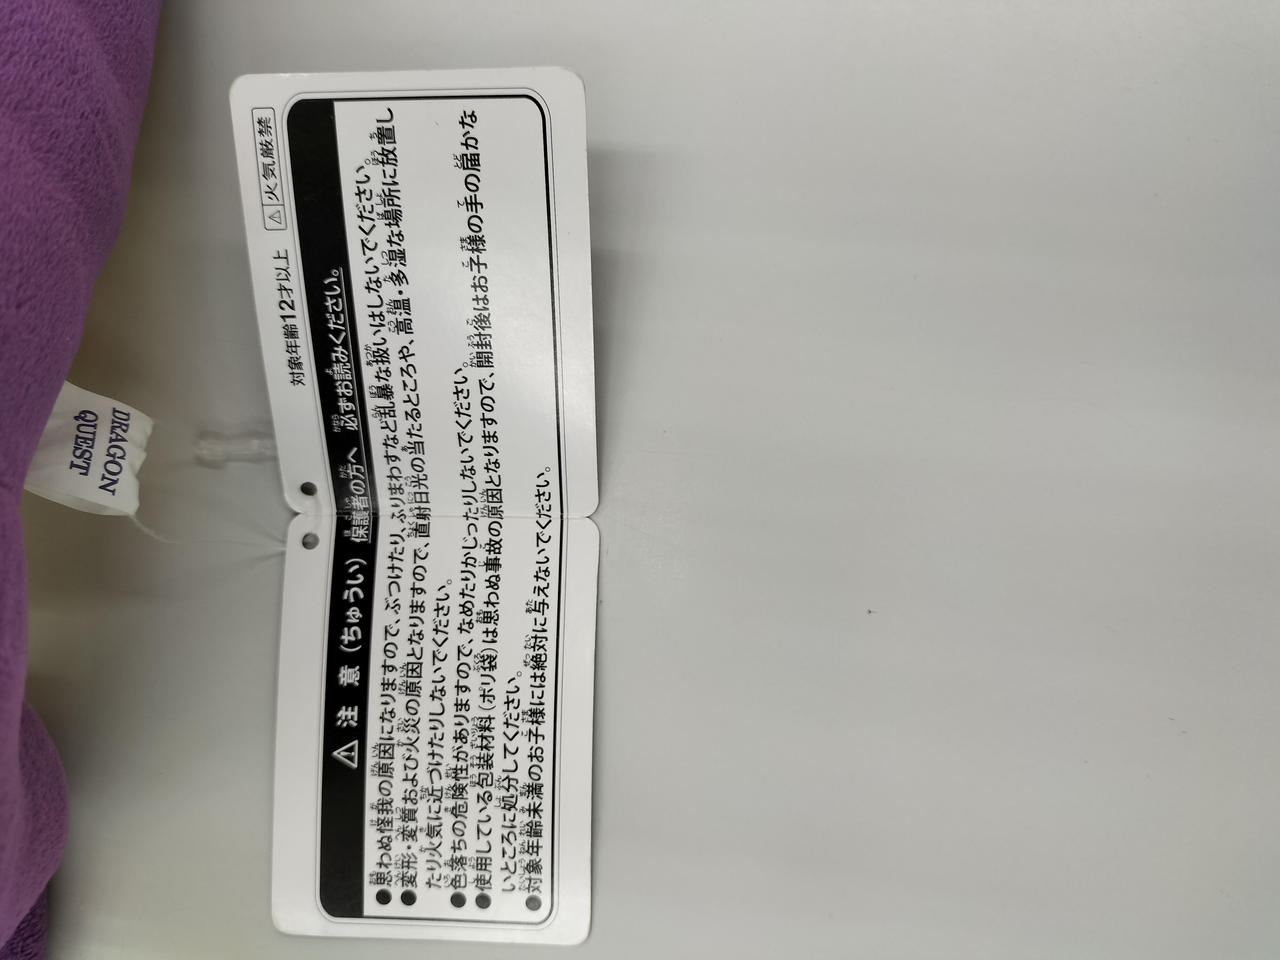 対象年齢12才以上 ⚠火気厳禁
⚠ 注 意 (ちゅうい) 保護者の方へ 必ずお読みください。
●思わぬ怪我の原因になりますので、ぶつけたり、ふりまわすなど乱暴な扱いはしないでください。
●変形・変質および火災の原因となりますので、直射日光の当たるところや、高温・多湿な場所に放置し
たり火気に近づけたりしないでください。
●色落ちの危険性がありますので、なめたりかじったりしないでください。
●使用している包装材料(ポリ袋)は思わぬ事故の原因となりますので、開封後はお子様の手の届かな
いところに処分してください。
●対象年齢未満のお子様には絶対に与えないでください。
DRAGON
QUEST